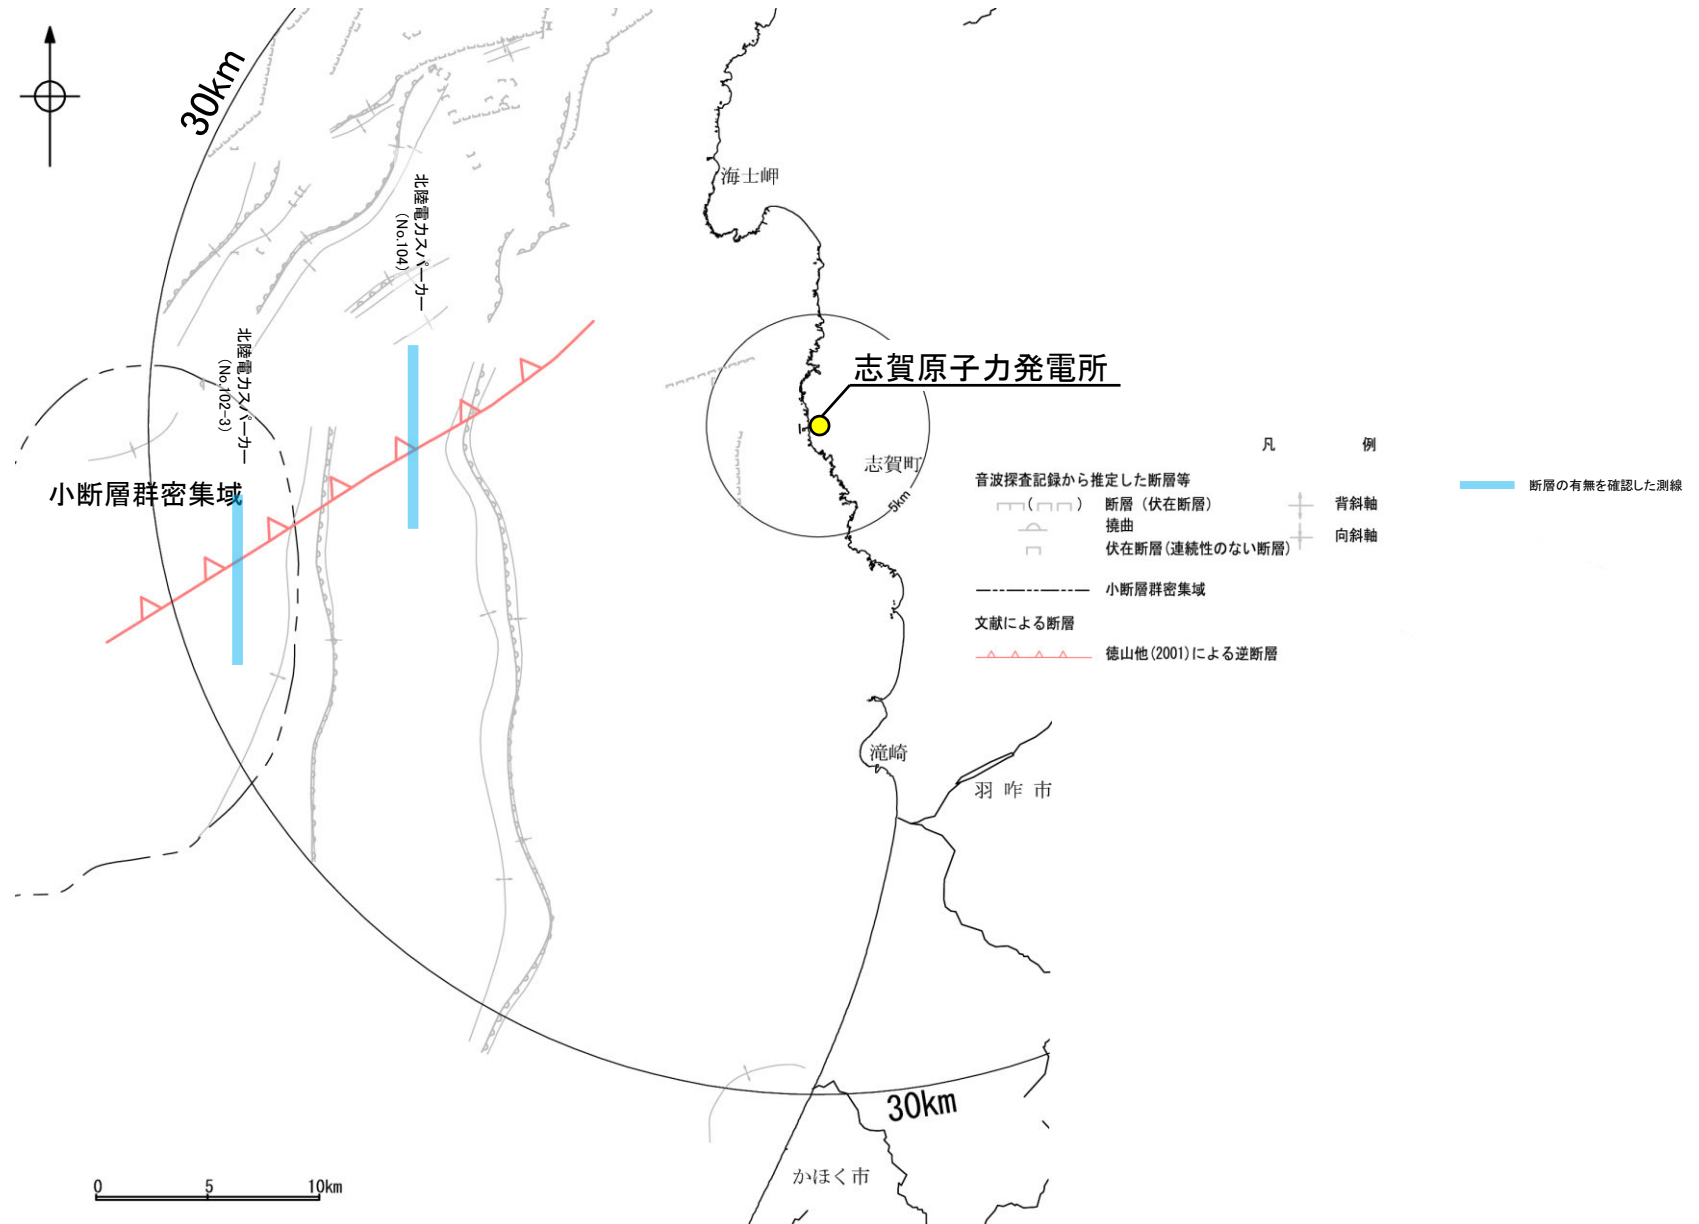 30km
海士岬
北陸電力スパーカー
(No.104)
北陸電力スパーカー
(No.102-3)
志賀原子力発電所
小断層群密集域
志賀町
5km
凡 例
音波探査記録から推定した断層等
( ) 断層 (伏在断層)
撓曲
伏在断層(連続性のない断層)
背斜軸
向斜軸
小断層群密集域
文献による断層
徳山他(2001)による逆断層
断層の有無を確認した測線
滝崎
羽咋市
30km
かほく市
0 5 10km